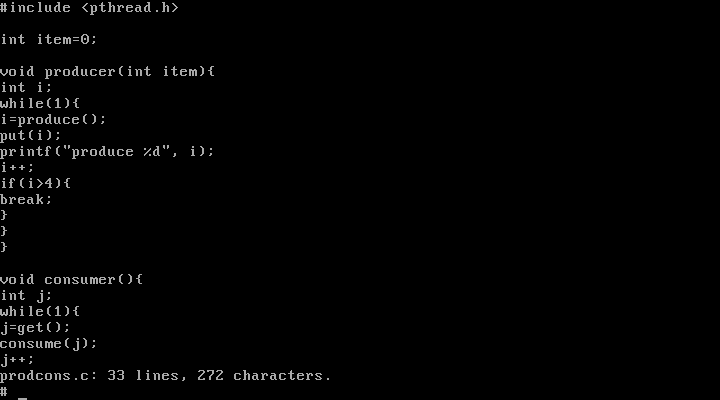 #include <pthread.h>
int item=0;
void producer(int item){
int i;
while(1){
i=produce();
put(i);
printf("produce %d", i);
i++;
if(i>4){
break;
}
}
}
void consumer(){
int j;
while(1){
j=get();
consume(j);
j++;
prodcons.c: 33 lines, 272 characters.
# _